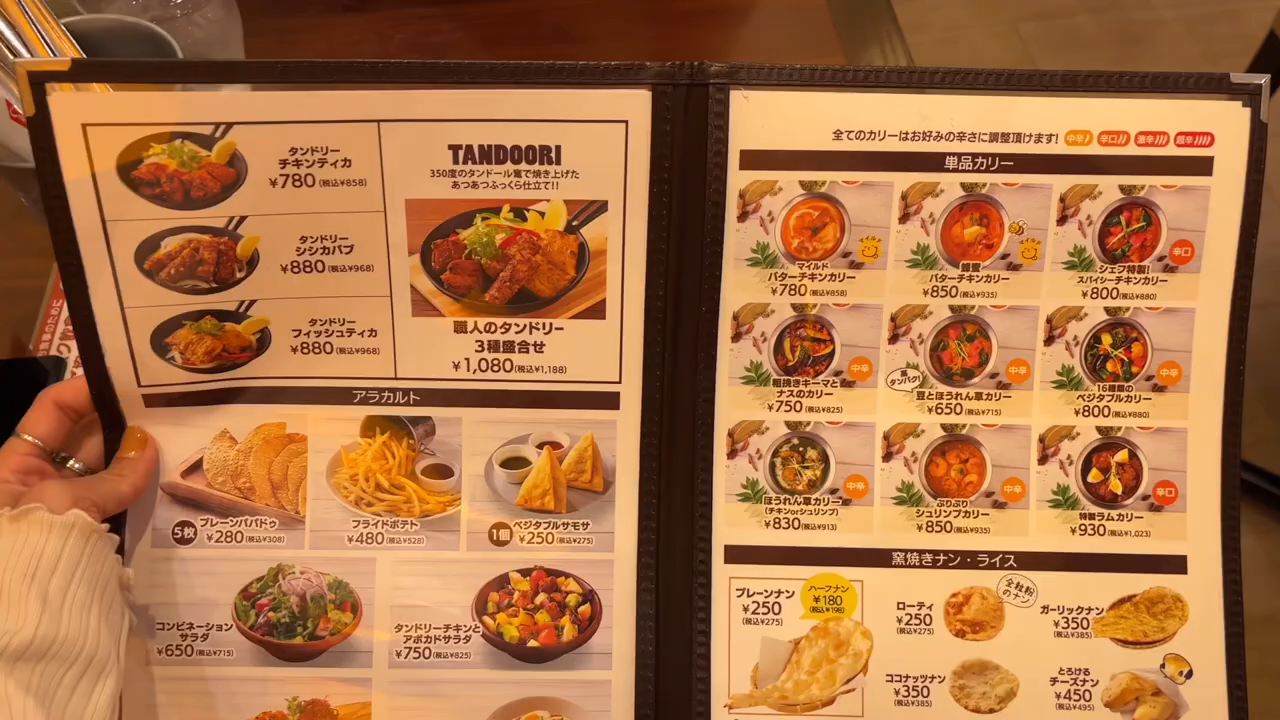 タンドリー
チキンティカ
¥780(税込¥858)
タンドリー
シシカバブ
¥880(税込¥968)
タンドリー
フィッシュティカ
¥880(税込¥968)
TANDOORI
350度のタンドール竃で焼き上げた
あつあつふっくら仕立て!!
職人のタンドリー
3種盛合せ
¥1,080(税込¥1,188)
アラカルト
5枚
プレーンパパドゥ
¥280(税込¥308)
フライドポテト
¥480(税込¥528)
1個
ベジタブルサモサ
¥250(税込¥275)
コンビネーション
サラダ
¥650(税込¥715)
タンドリーチキンと
アボカドサラダ
¥750(税込¥825)
全てのカリーはお好みの辛さに調整頂けます!
中辛
辛口
激辛
超辛
単品カリー
マイルド
マイルド
バターチキンカリー
¥780(税込¥858)
マイルド
蜂蜜
バターチキンカリー
¥850(税込¥935)
辛口
シェフ特製!
スパイシーチキンカリー
¥800(税込¥880)
中辛
粗挽きキーマと
ナスのカリー
¥750(税込¥825)
高
タンパク!
中辛
豆とほうれん草カリー
¥650(税込¥715)
中辛
16種類の
ベジタブルカリー
¥800(税込¥880)
中辛
ほうれん草カリー
(チキンorシュリンプ)
¥830(税込¥913)
中辛
ぷりぷり
シュリンプカリー
¥850(税込¥935)
辛口
特製ラムカリー
¥930(税込¥1,023)
窯焼きナン・ライス
プレーンナン
¥250
(税込¥275)
ハーフナン
¥180
(税込¥198)
ローティ
¥250
(税込¥275)
全粒粉
のナン
ガーリックナン
¥350
(税込¥385)
ココナッツナン
¥350
(税込¥385)
とろける
チーズナン
¥450
(税込¥495)